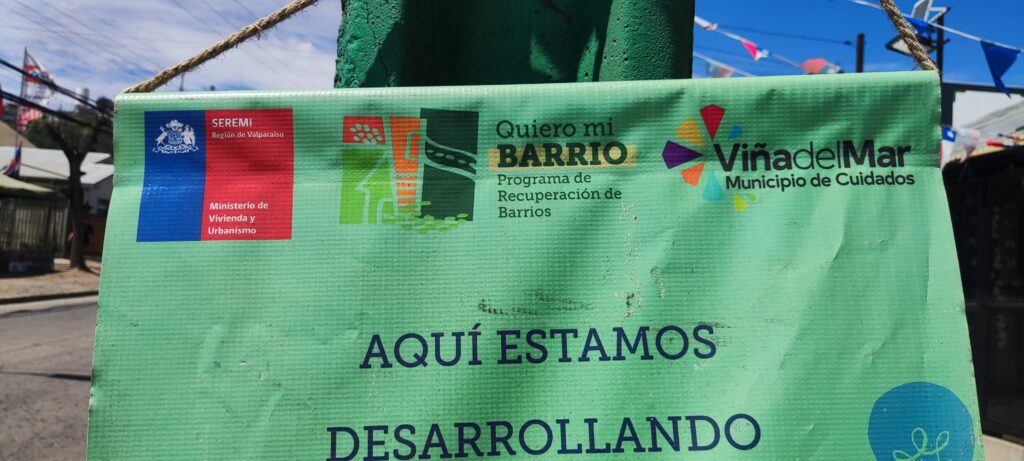 SEREMI
Región de Valparaíso
Ministerio de
Vivienda y
Urbanismo
Quiero mi
BARRIO
Programa de
Recuperación de
Barrios
ViñadelMar
Municipio de Cuidados
AQUÍ ESTAMOS
DESARROLLANDO